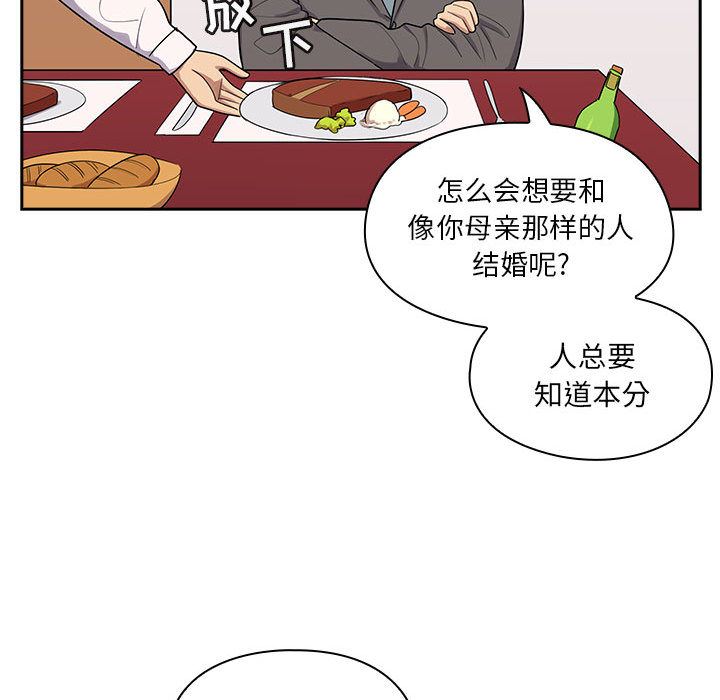 放下
怎么会想要和
像你母亲那样的人
结婚呢?
人总要
知道本分